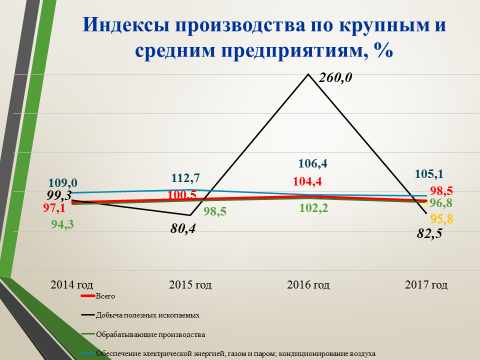 Индексы производства по крупным и
средним предприятиям, %
260,0
109,0
112,7
106,4
105,1
99,3
100,5
104,4
98,5
97,1
98,5
102,2
96,8
94,3
80,4
95,8
82,5
2014 год 2015 год 2016 год 2017 год
Всего
Добыча полезных ископаемых
Обрабатывающие производства
Обеспечение электрической энергией, газом и паром; кондиционирование воздуха